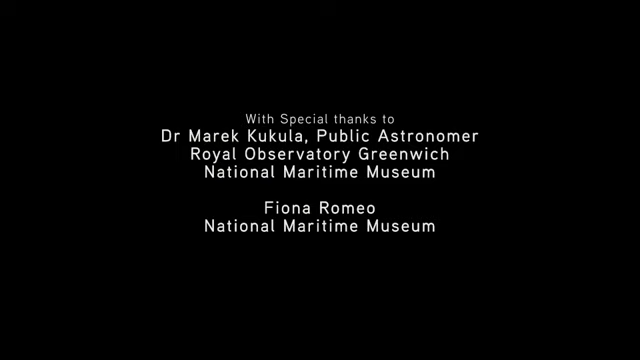 With Special thanks to
Dr Marek Kukula, Public Astronomer
Royal Observatory Greenwich
National Maritime Museum
Fiona Romeo
National Maritime Museum